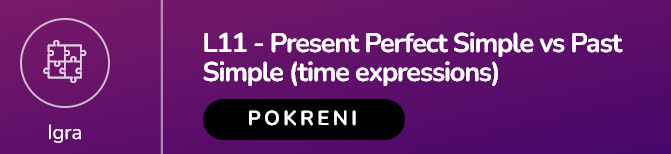 L11 - Present Perfect Simple vs Past
Simple (time expressions)
POKRENI
Igra